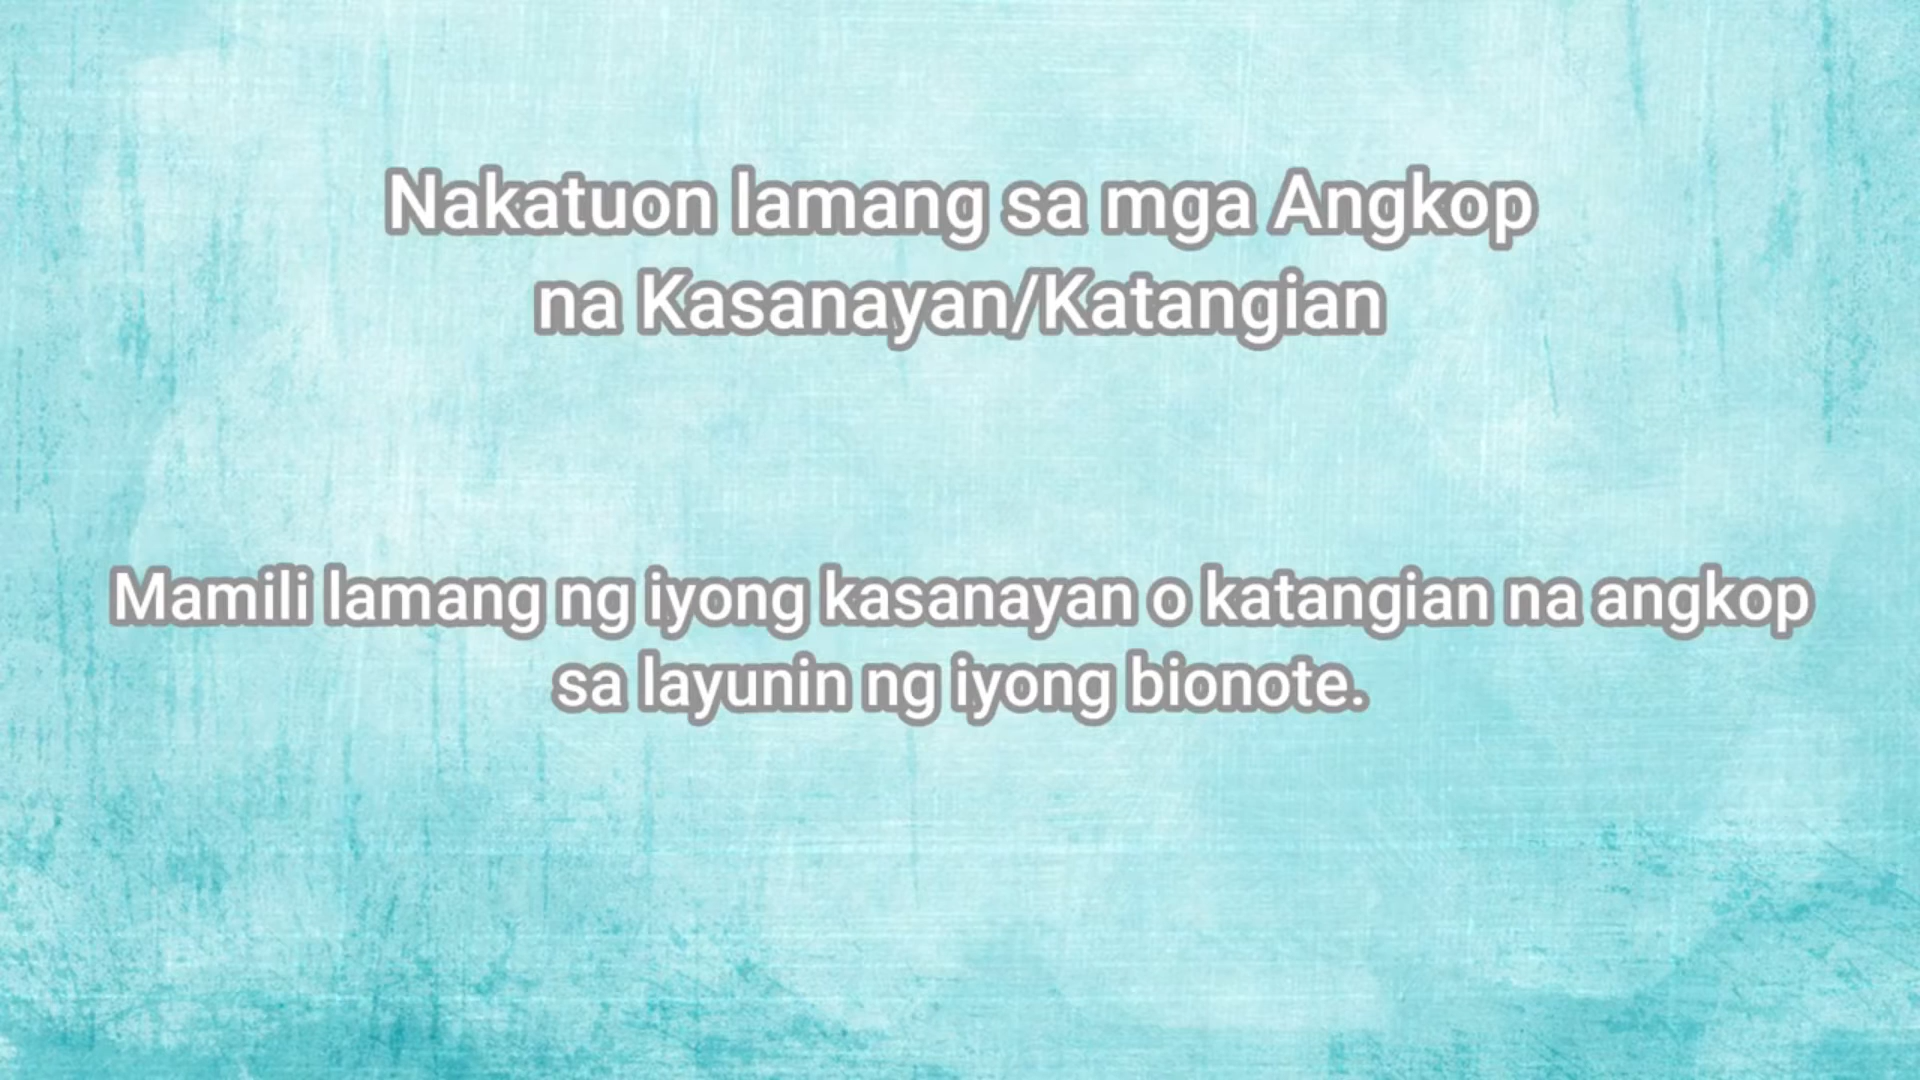 Nakatuon lamang sa mga Angkop
na Kasanayan/Katangian
Mamili lamang ng iyong kasanayan o katangian na angkop
sa layunin ng iyong bionote.